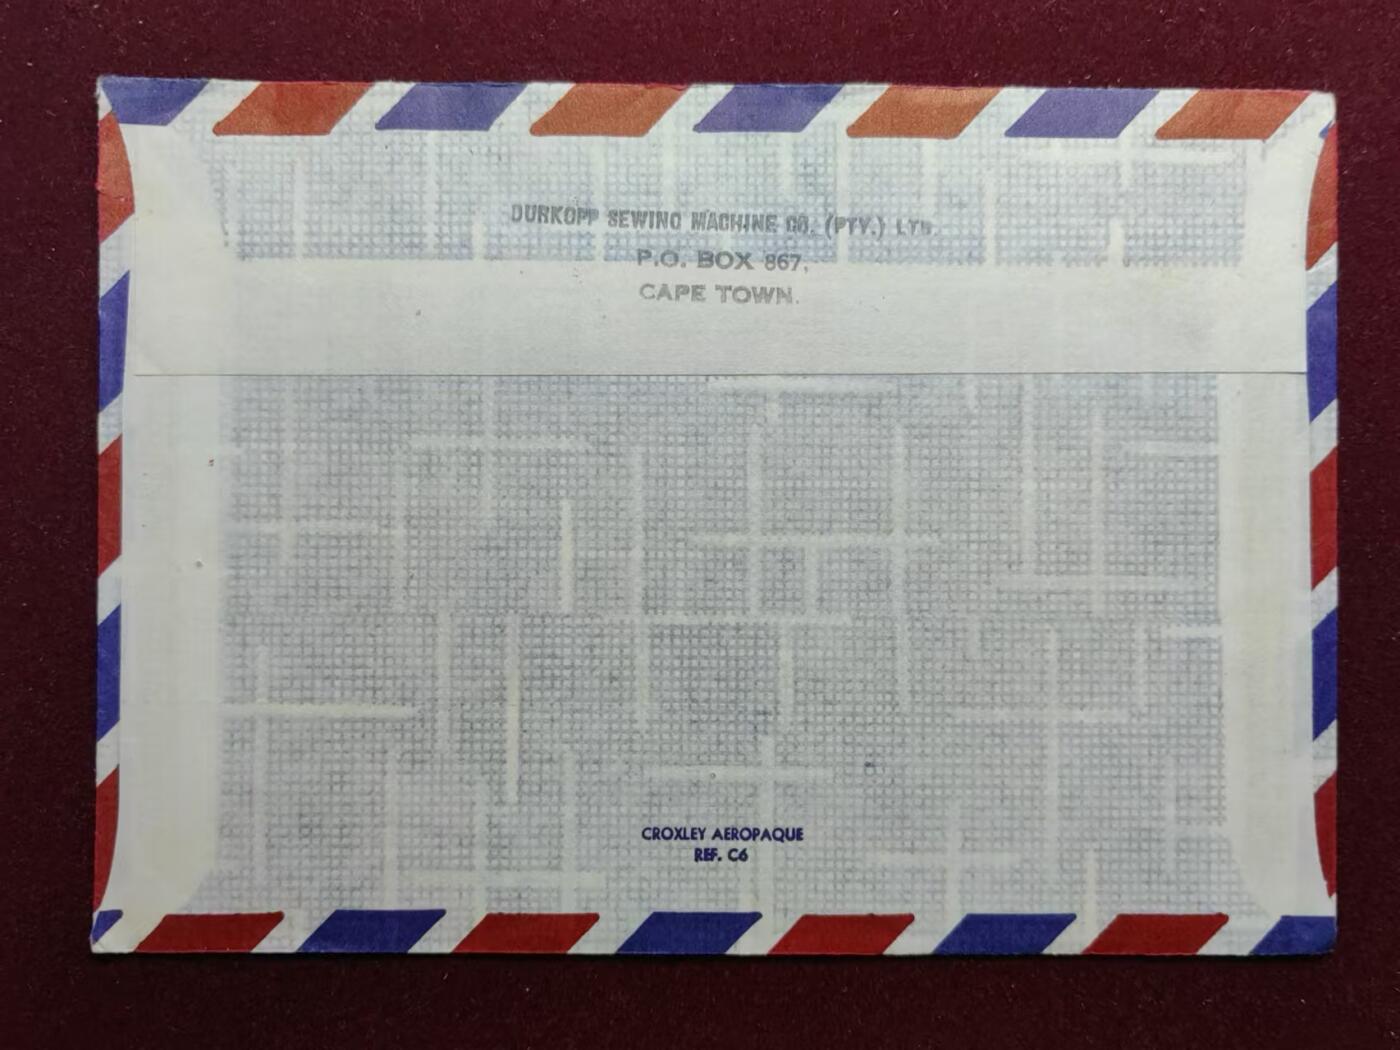 DURKOPP SEWING MACHINE CO. (PTY.) LTD.
P.O. BOX 867,
CAPE TOWN.
CROXLEY AEROPAQUE
REF. C6